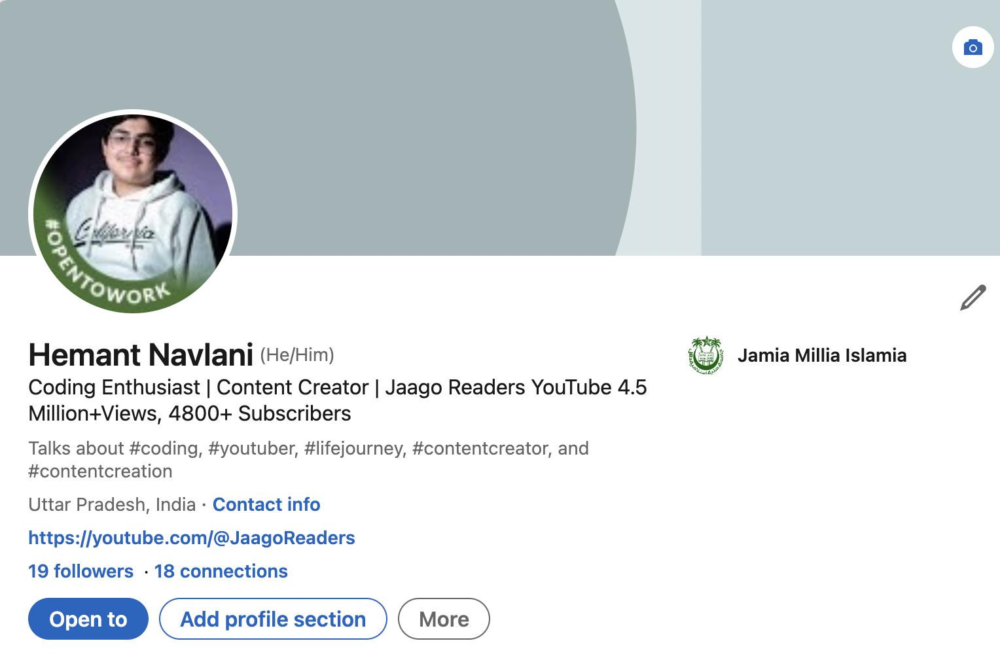 California
#OPENTOWORK
Hemant Navlani (He/Him)
Jamia Millia Islamia
Coding Enthusiast | Content Creator | Jaago Readers YouTube 4.5
Million+Views, 4800+ Subscribers
Talks about #coding, #youtuber, #lifejourney, #contentcreator, and
#contentcreation
Uttar Pradesh, India · Contact info
https://youtube.com/@JaagoReaders
19 followers · 18 connections
Open to
Add profile section
More